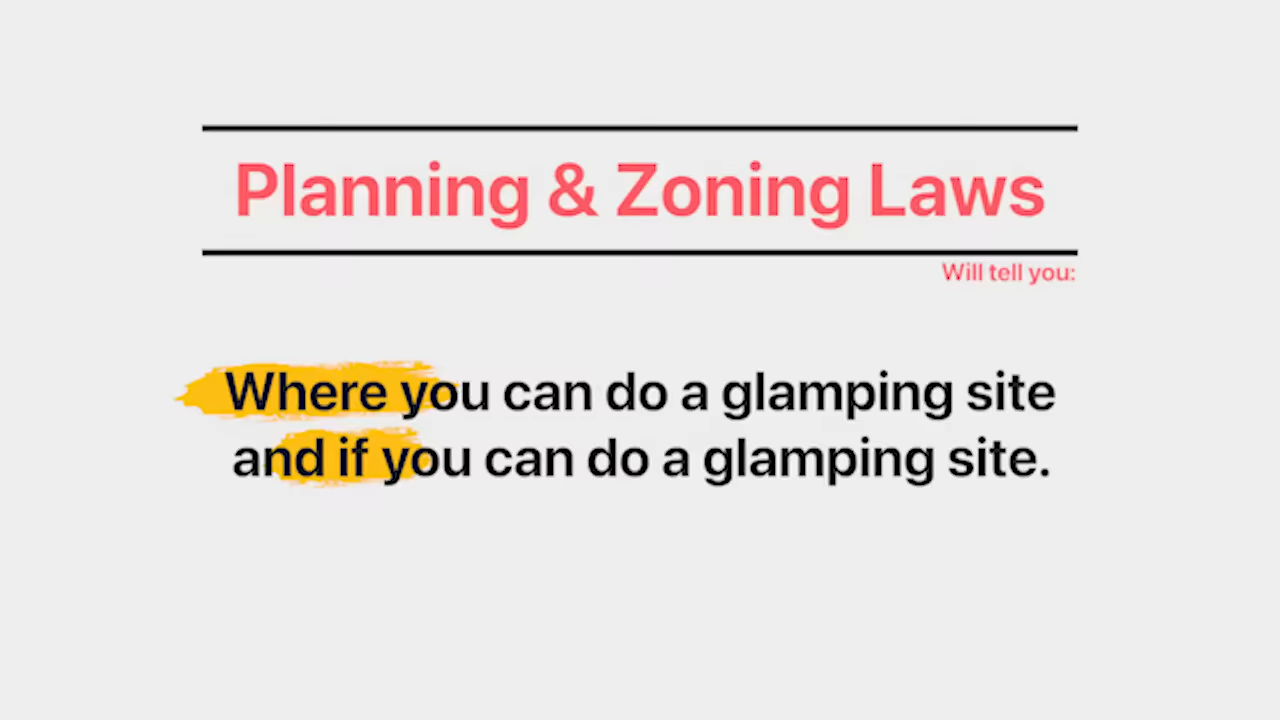 Planning & Zoning Laws
Will tell you:
Where you can do a glamping site
and if you can do a glamping site.